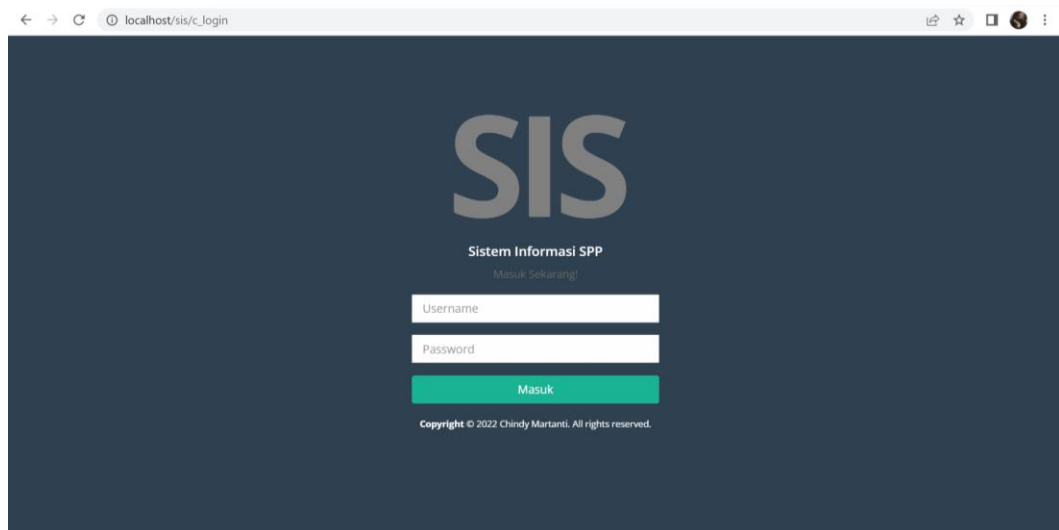 localhost/sis/c_login
SIS
Sistem Informasi SPP
Masuk Sekarang!
Username
Password
Masuk
Copyright © 2022 Chindy Martanti. All rights reserved.